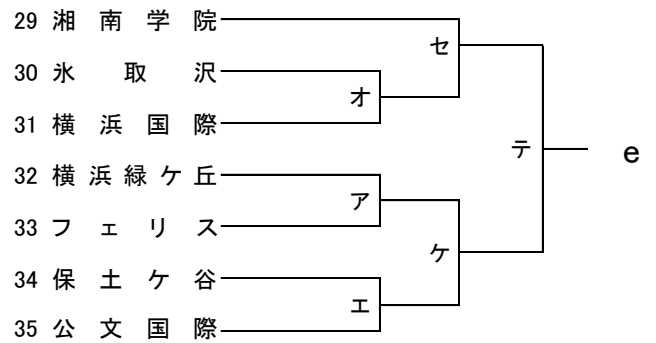 29 湘南学院
セ
30 氷取沢
オ
31 横浜国際
テ e
32 横浜緑ケ丘
ア
33 フェリス
ケ
34 保土ケ谷
エ
35 公文国際